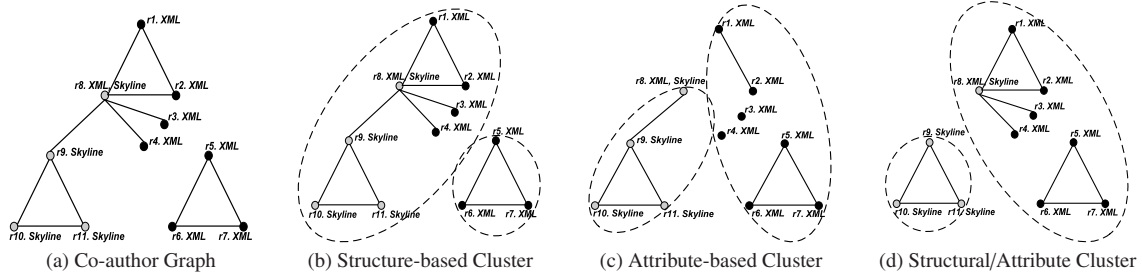 r1. XML
r8. XML, Skyline
r2. XML
r3. XML
r4. XML
r9. Skyline
r5. XML
r10. Skyline
r11. Skyline
r6. XML
r7. XML
(a) Co-author Graph
r1. XML
r8. XML, Skyline
r2. XML
r3. XML
r4. XML
r9. Skyline
r5. XML
r10. Skyline
r11. Skyline
r6. XML
r7. XML
(b) Structure-based Cluster
r1. XML
r8. XML, Skyline
r2. XML
r3. XML
r4. XML
r9. Skyline
r5. XML
r10. Skyline
r11. Skyline
r6. XML
r7. XML
(c) Attribute-based Cluster
r1. XML
r8. XML, Skyline
r2. XML
r3. XML
r4. XML
r9. Skyline
r5. XML
r10. Skyline
r11. Skyline
r6. XML
r7. XML
(d) Structural/Attribute Cluster